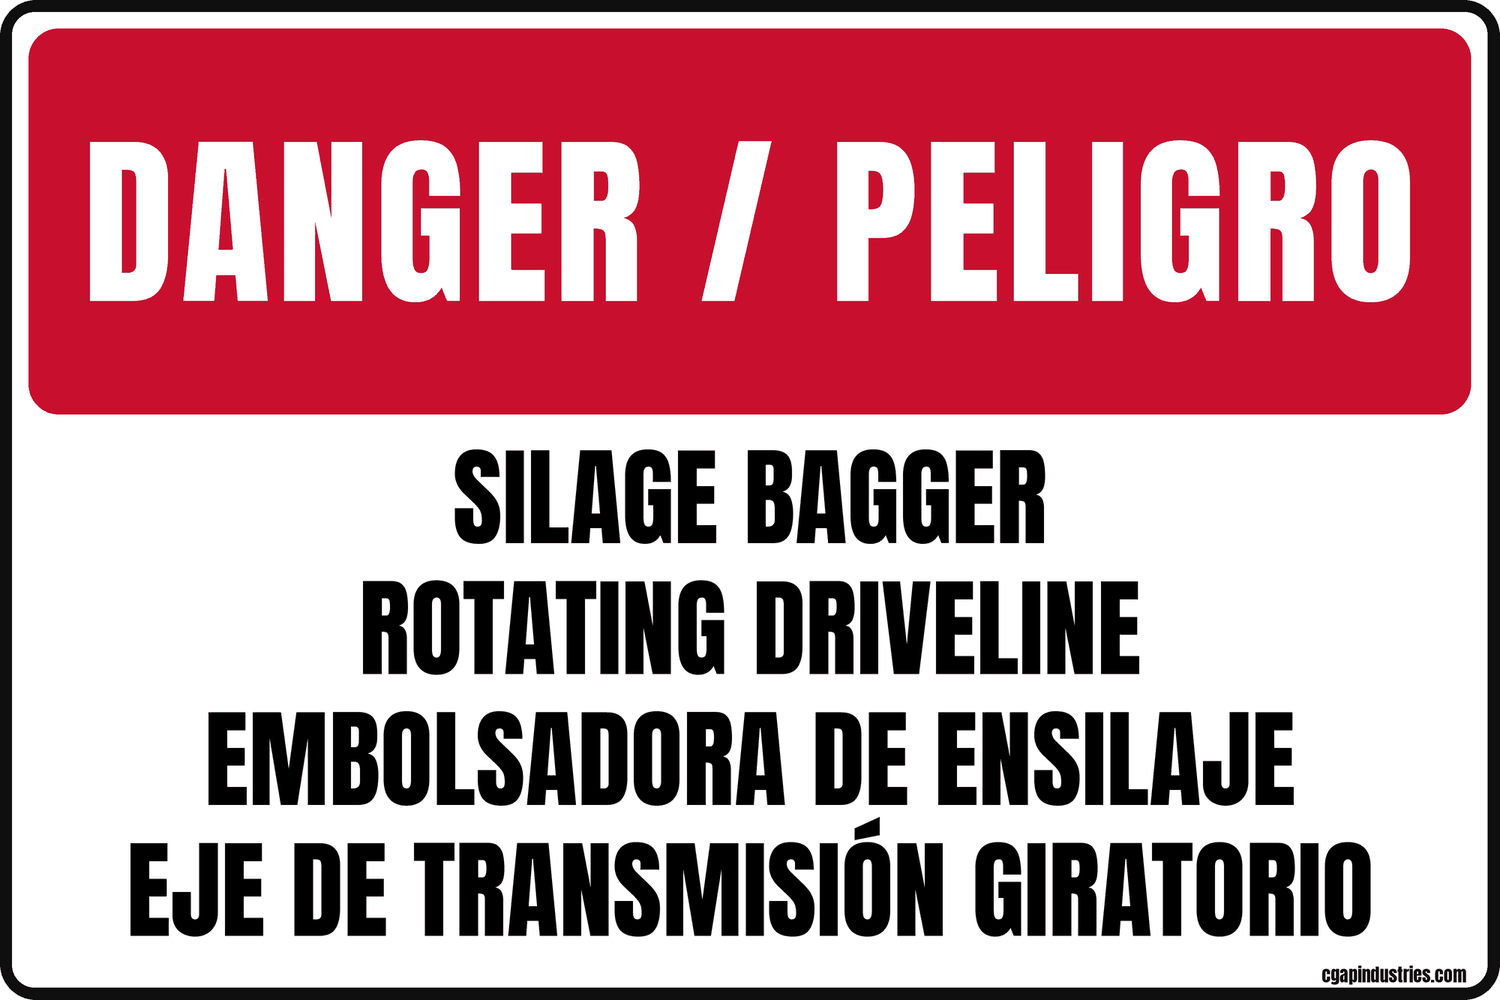 DANGER / PELIGRO
SILAGE BAGGER
ROTATING DRIVELINE
EMBOLSADORA DE ENSILAJE
EJE DE TRANSMISIÓN GIRATORIO
cgapindustries.com